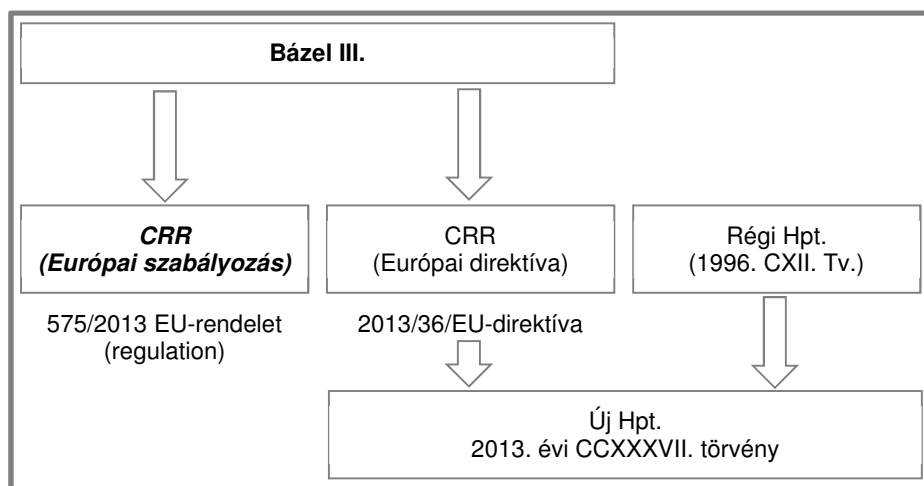 Bázel III.
CRR
(Európai szabályozás)
CRR
(Európai direktíva)
Régi Hpt.
(1996. CXII. Tv.)
575/2013 EU-rendelet
(regulation)
2013/36/EU-direktíva
Új Hpt.
2013. évi CCXXXVII. törvény